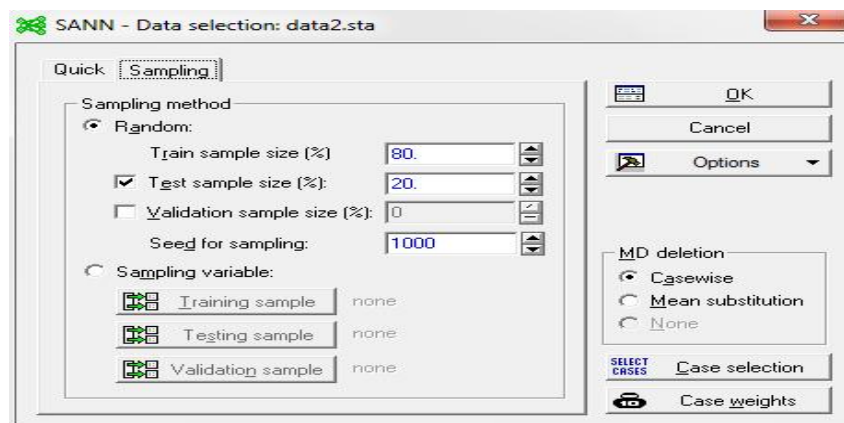 SANN - Data selection: data2.sta
Quick Sampling
Sampling method
Random:
Train sample size (%) 80.
Test sample size (%): 20.
Validation sample size (%): 0
Seed for sampling: 1000
Sampling variable:
Training sample none
Testing sample none
Validation sample none
OK
Cancel
Options
MD deletion
Casewise
Mean substitution
None
SELECT CASES Case selection
Case weights